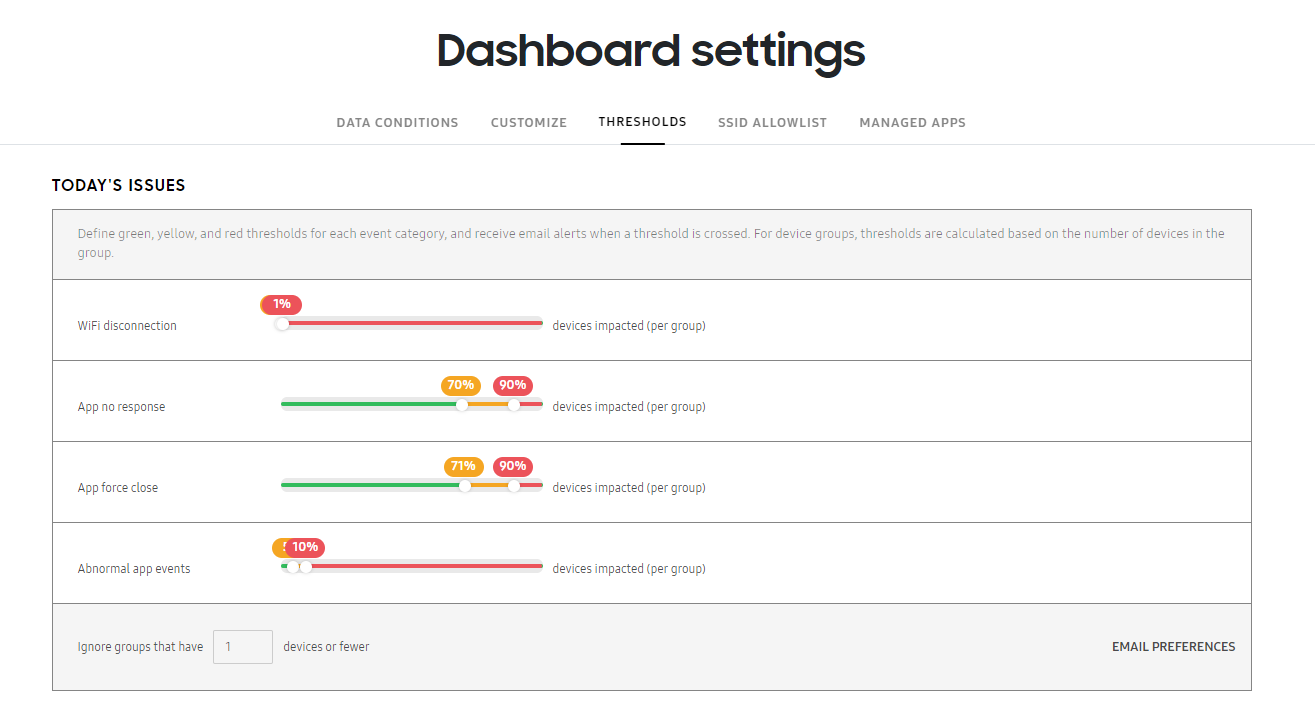 Dashboard settings
DATA CONDITIONS CUSTOMIZE THRESHOLDS SSID ALLOWLIST MANAGED APPS
TODAY'S ISSUES
Define green, yellow, and red thresholds for each event category, and receive email alerts when a threshold is crossed. For device groups, thresholds are calculated based on the number of devices in the
group.
1%
WiFi disconnection devices impacted (per group)
70% 90%
App no response devices impacted (per group)
71% 90%
App force close devices impacted (per group)
10%
Abnormal app events devices impacted (per group)
Ignore groups that have 1 devices or fewer EMAIL PREFERENCES